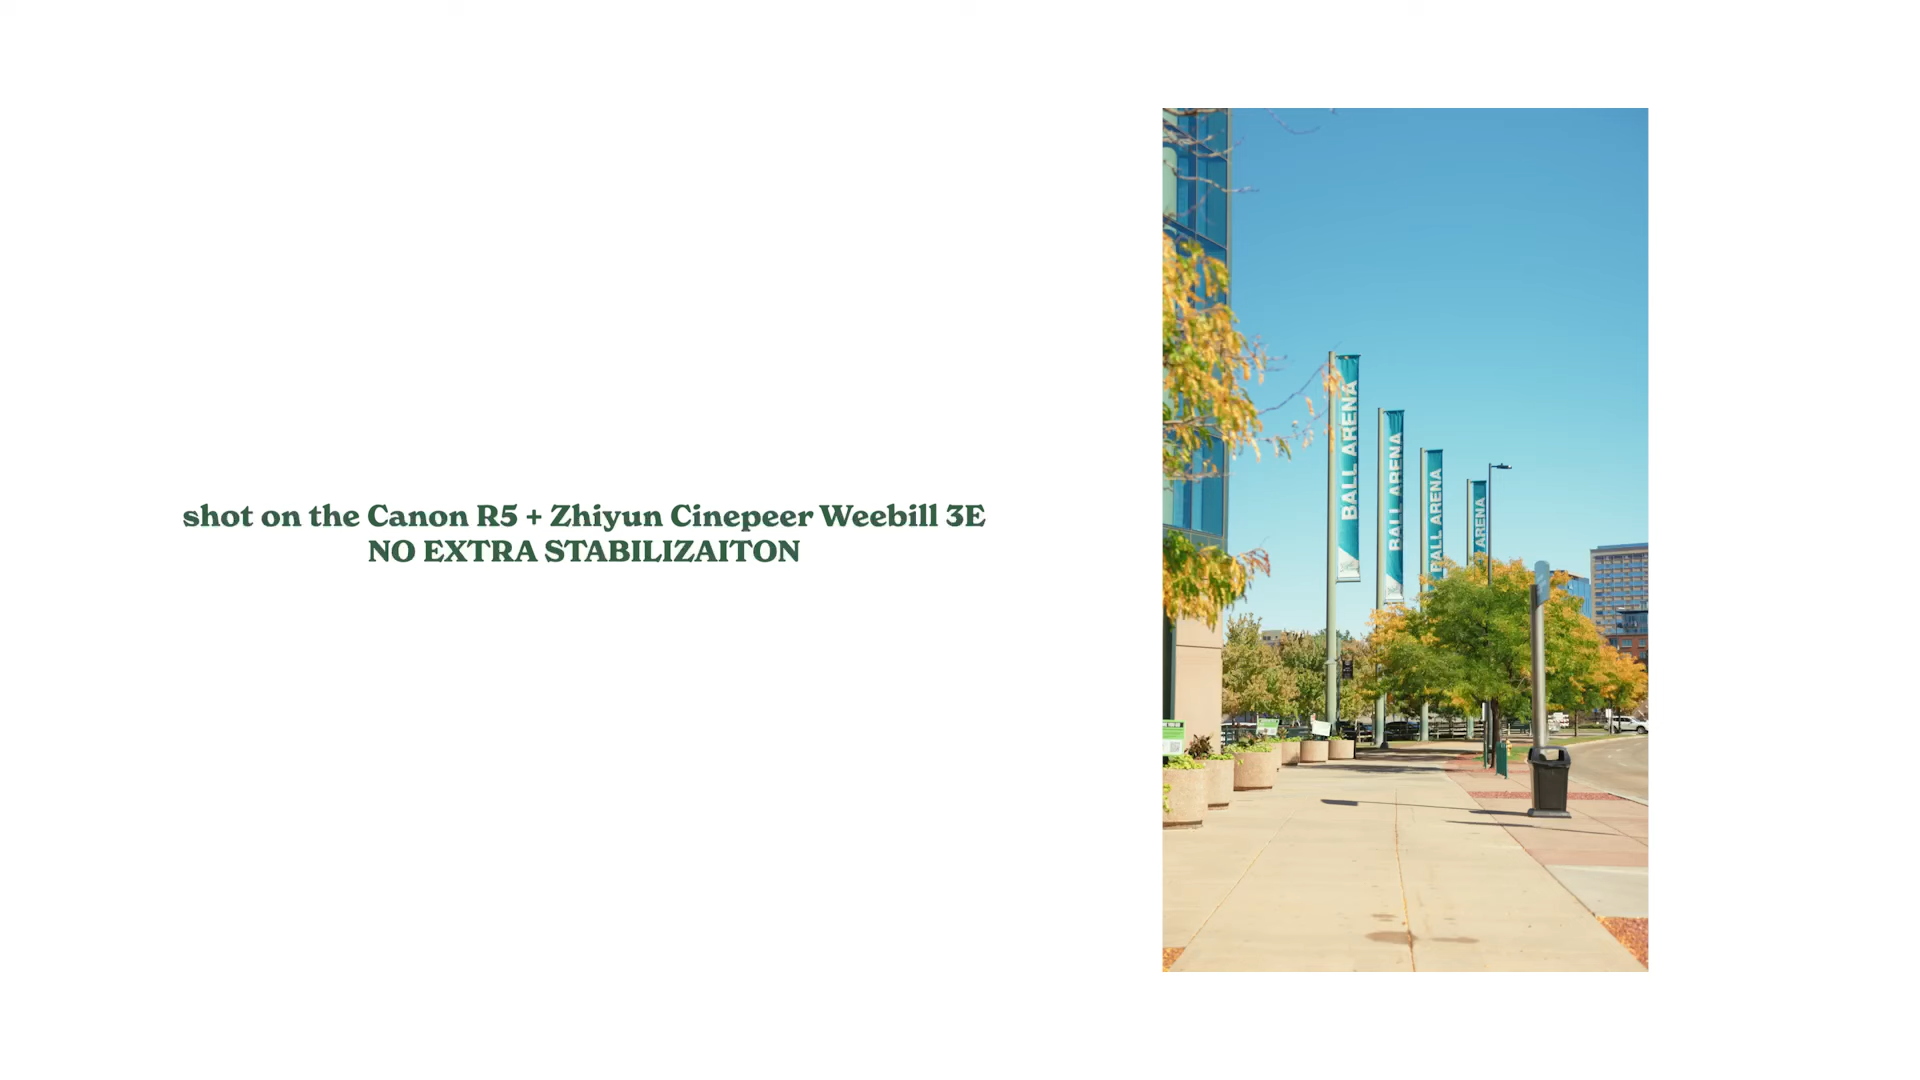 shot on the Canon R5 + Zhiyun Cinepeer Weebill 3E
NO EXTRA STABILIZAITON
BALL ARENA
BALL ARENA
BALL ARENA
ARENA